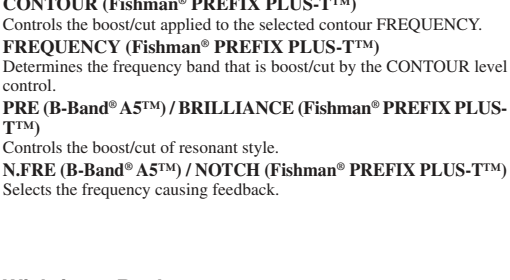 CONTOUR (Fishman® PREFIX PLUS-T™)
Controls the boost/cut applied to the selected contour FREQUENCY.
FREQUENCY (Fishman® PREFIX PLUS-T™)
Determines the frequency band that is boost/cut by the CONTOUR level
control.
PRE (B-Band® A5™) / BRILLIANCE (Fishman® PREFIX PLUS-
T™)
Controls the boost/cut of resonant style.
N.FRE (B-Band® A5™) / NOTCH (Fishman® PREFIX PLUS-T™)
Selects the frequency causing feedback.